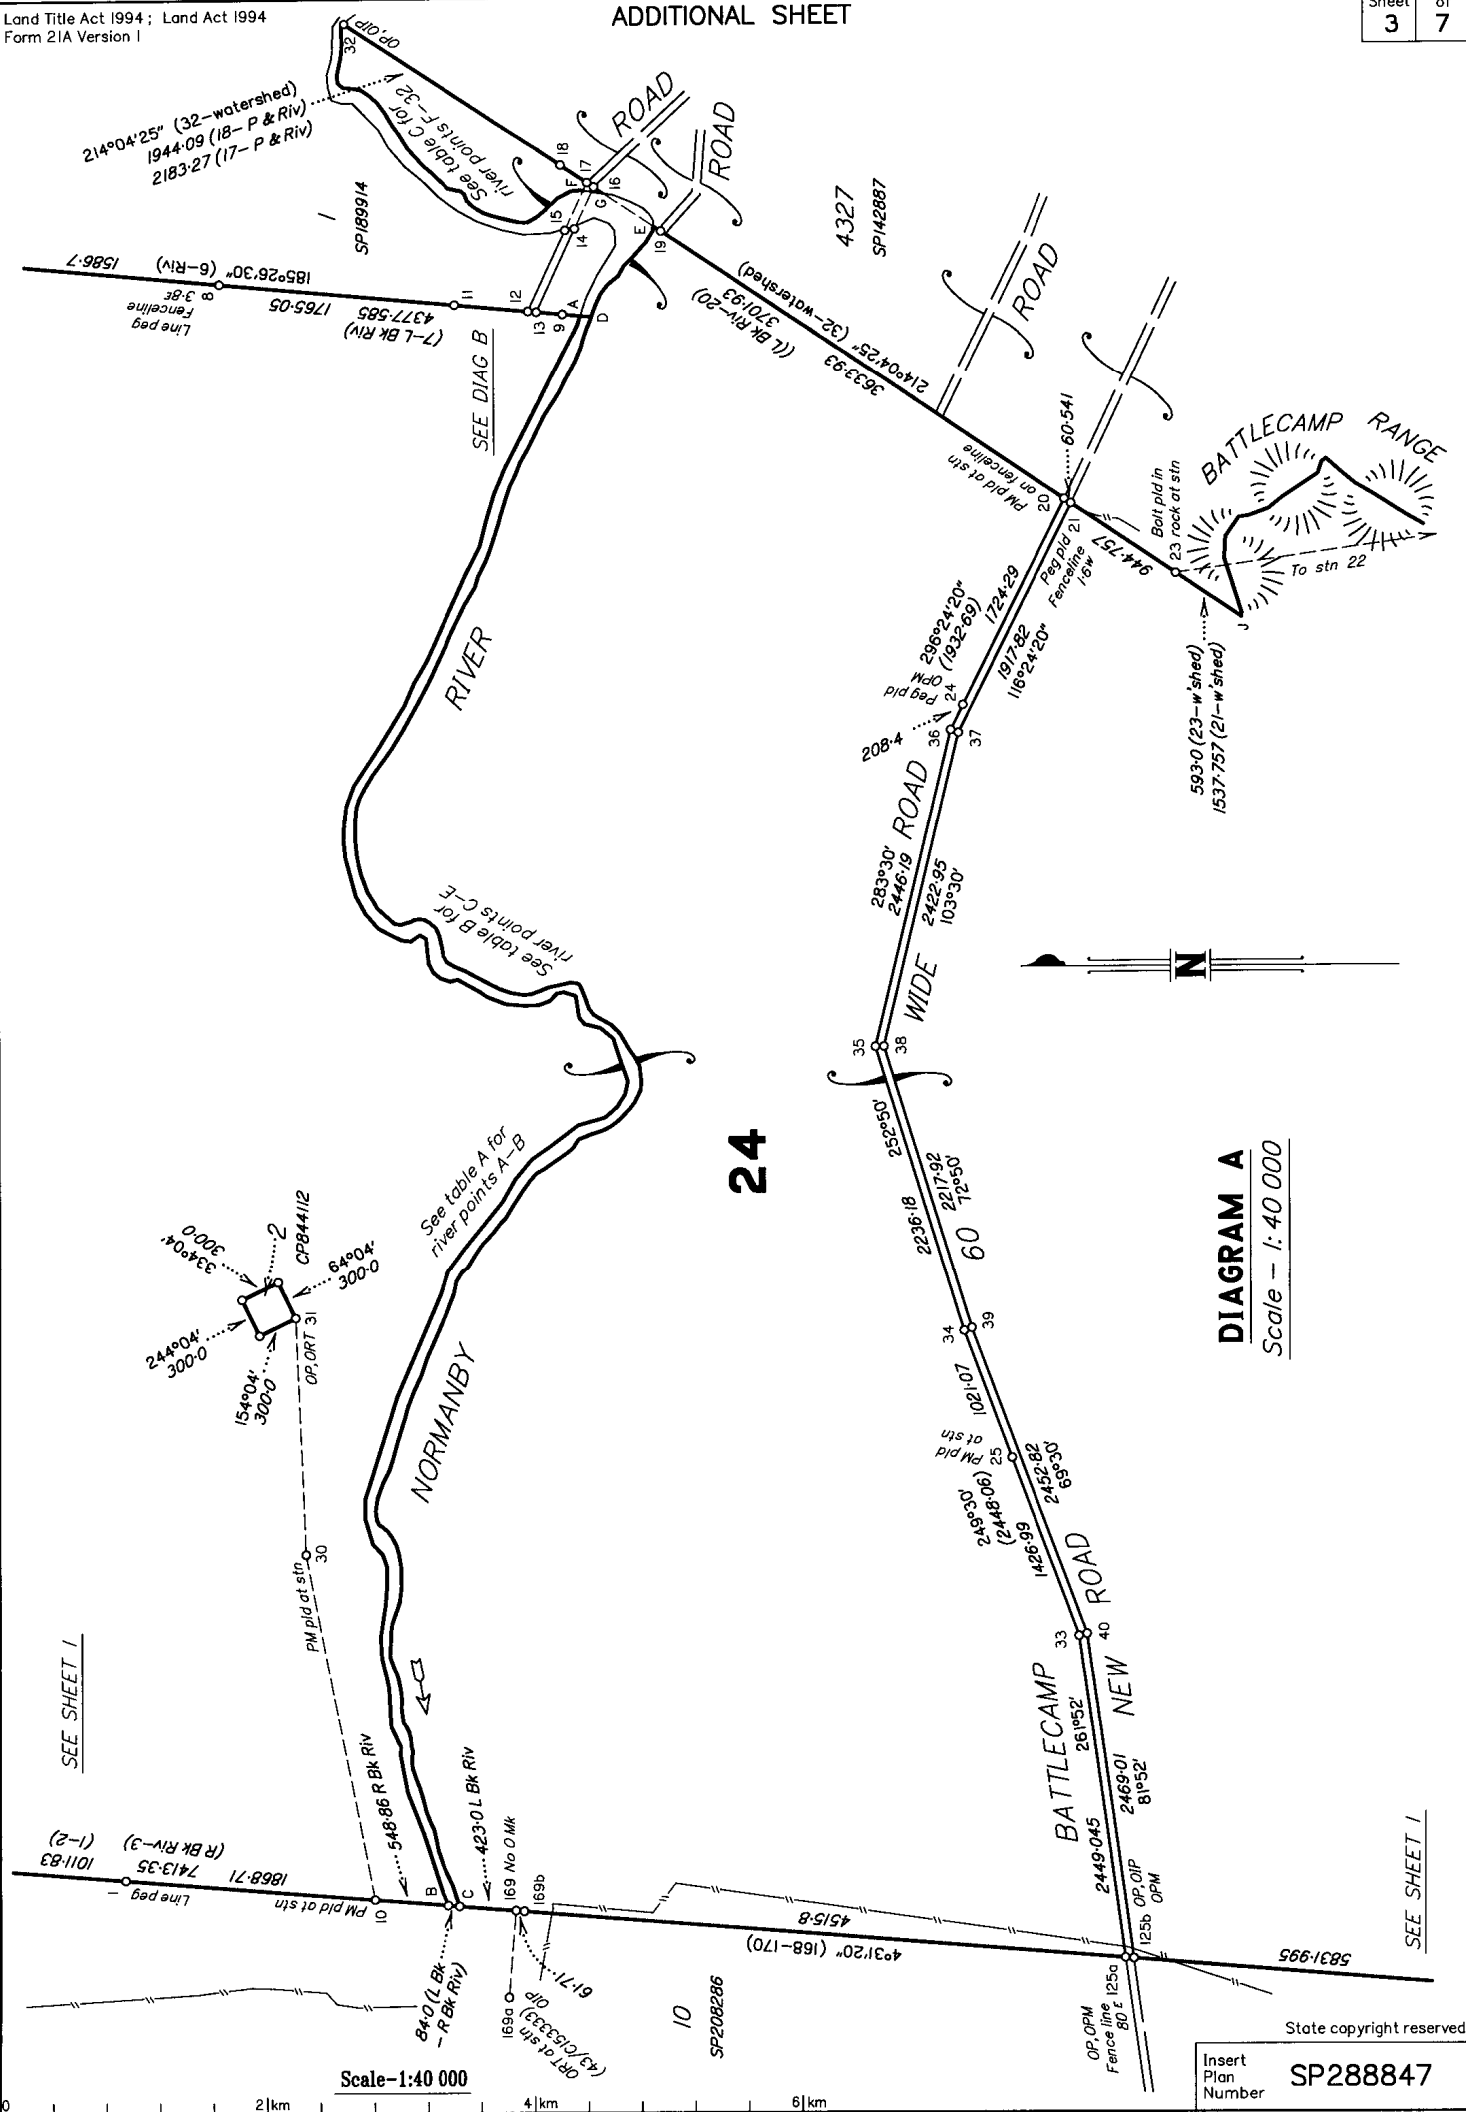 Land Title Act 1994 ; Land Act 1994
Form 21A Version 1
ADDITIONAL SHEET
Sheet of
3 7
32
OP,OIP
214°04'25" (32-watershed)
1944·09 (18- P & Riv)
2183·27 (17- P & Riv)
See table C for
river points F-32
1
SP189914
18
17
F
16
G
15
14
E
19
ROAD
ROAD
1586·7
185°26'30" (6-Riv)
8
3·8E
Fenceline
Line peg
1765·05
4377·585
(7-L Bk Riv)
11
12
13
9
A
D
SEE DIAG B
4327
SP142887
ROAD
214°04'25" (32-watershed)
3701·93
((L Bk Riv-20)
3633·93
PM pld at stn
on fenceline
20
60·541
21
Peg pld
Fenceline
1·6w
944·757
Bolt pld in
23 rock at stn
BATTLECAMP RANGE
To stn 22
J
593·0 (23-w'shed)
1537·757 (21-w'shed)
1724·29
296°24'20"
(1932·69)
1917·82
116°24'20"
Peg pld
OPM
24
208·4
36
37
RIVER
See table B for
river points C-E
283°30'
2446·19
ROAD
2422·95
103°30'
WIDE
35
38
N
24
See table A for
river points A-B
252°50'
2236·18
2217·92
72°50'
60
34
39
334°04'
300·0
2
CP844112
64°04'
300·0
244°04'
300·0
154°04'
300·0
OP,ORT 31
30
PM pld at stn
NORMANBY
1021·07
PM pld
at stn
25
249°30'
(2448·06)
1426·99
2452·82
69°30'
ROAD
33
40
DIAGRAM A
Scale - 1:40 000
SEE SHEET 1
1011·83
(1-2)
7413·35
(R Bk Riv-3)
1868·71
Line peg -
PM pld at stn
10
548·86 R Bk Riv
B
C
423·0 L Bk Riv
169 No O Mk
169b
84·0 (L Bk
- R Bk Riv)
61·71
OIP
169a
ORT at stn
(43/C153333)
4515·8
4°31'20" (168-170)
10
SP208286
BATTLECAMP
261°52'
2449·045
NEW
2469·01
81°52'
125b
OP,OIP
OPM
125a
OP,OPM
Fence line
80 E
5831·995
SEE SHEET 1
Scale-1:40 000
0
2 km
4 km
6 km
State copyright reserved
Insert
Plan
Number
SP288847